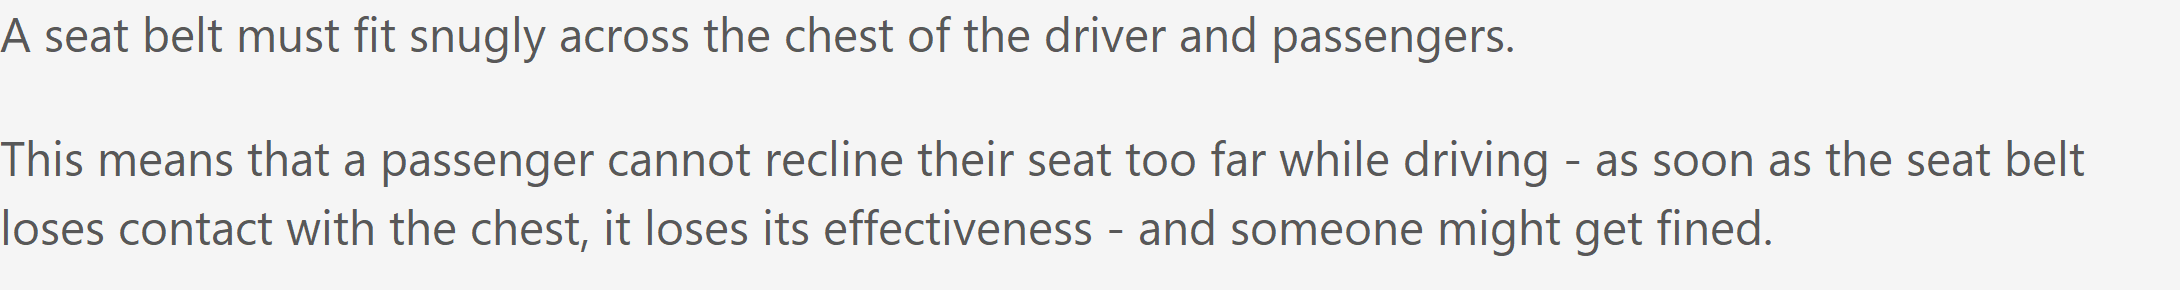 A seat belt must fit snugly across the chest of the driver and passengers.
This means that a passenger cannot recline their seat too far while driving - as soon as the seat belt
loses contact with the chest, it loses its effectiveness - and someone might get fined.